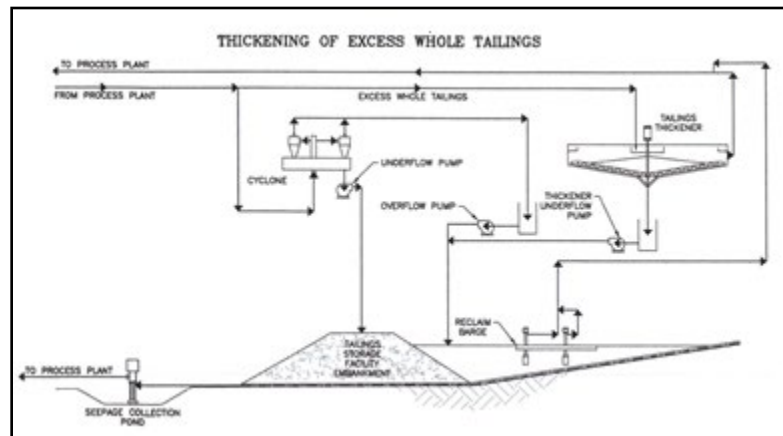 THICKENING OF EXCESS WHOLE TAILINGS
TO PROCESS PLANT
FROM PROCESS PLANT
EXCESS WHOLE TAILINGS
TAILINGS
THICKENER
CYCLONE
UNDERFLOW PUMP
OVERFLOW PUMP
THICKENER
UNDERFLOW
PUMP
RECLAIM
BARGE
TAILINGS
STORAGE
FACILITY
EMBANKMENT
TO PROCESS PLANT
SEEPAGE COLLECTION
POND